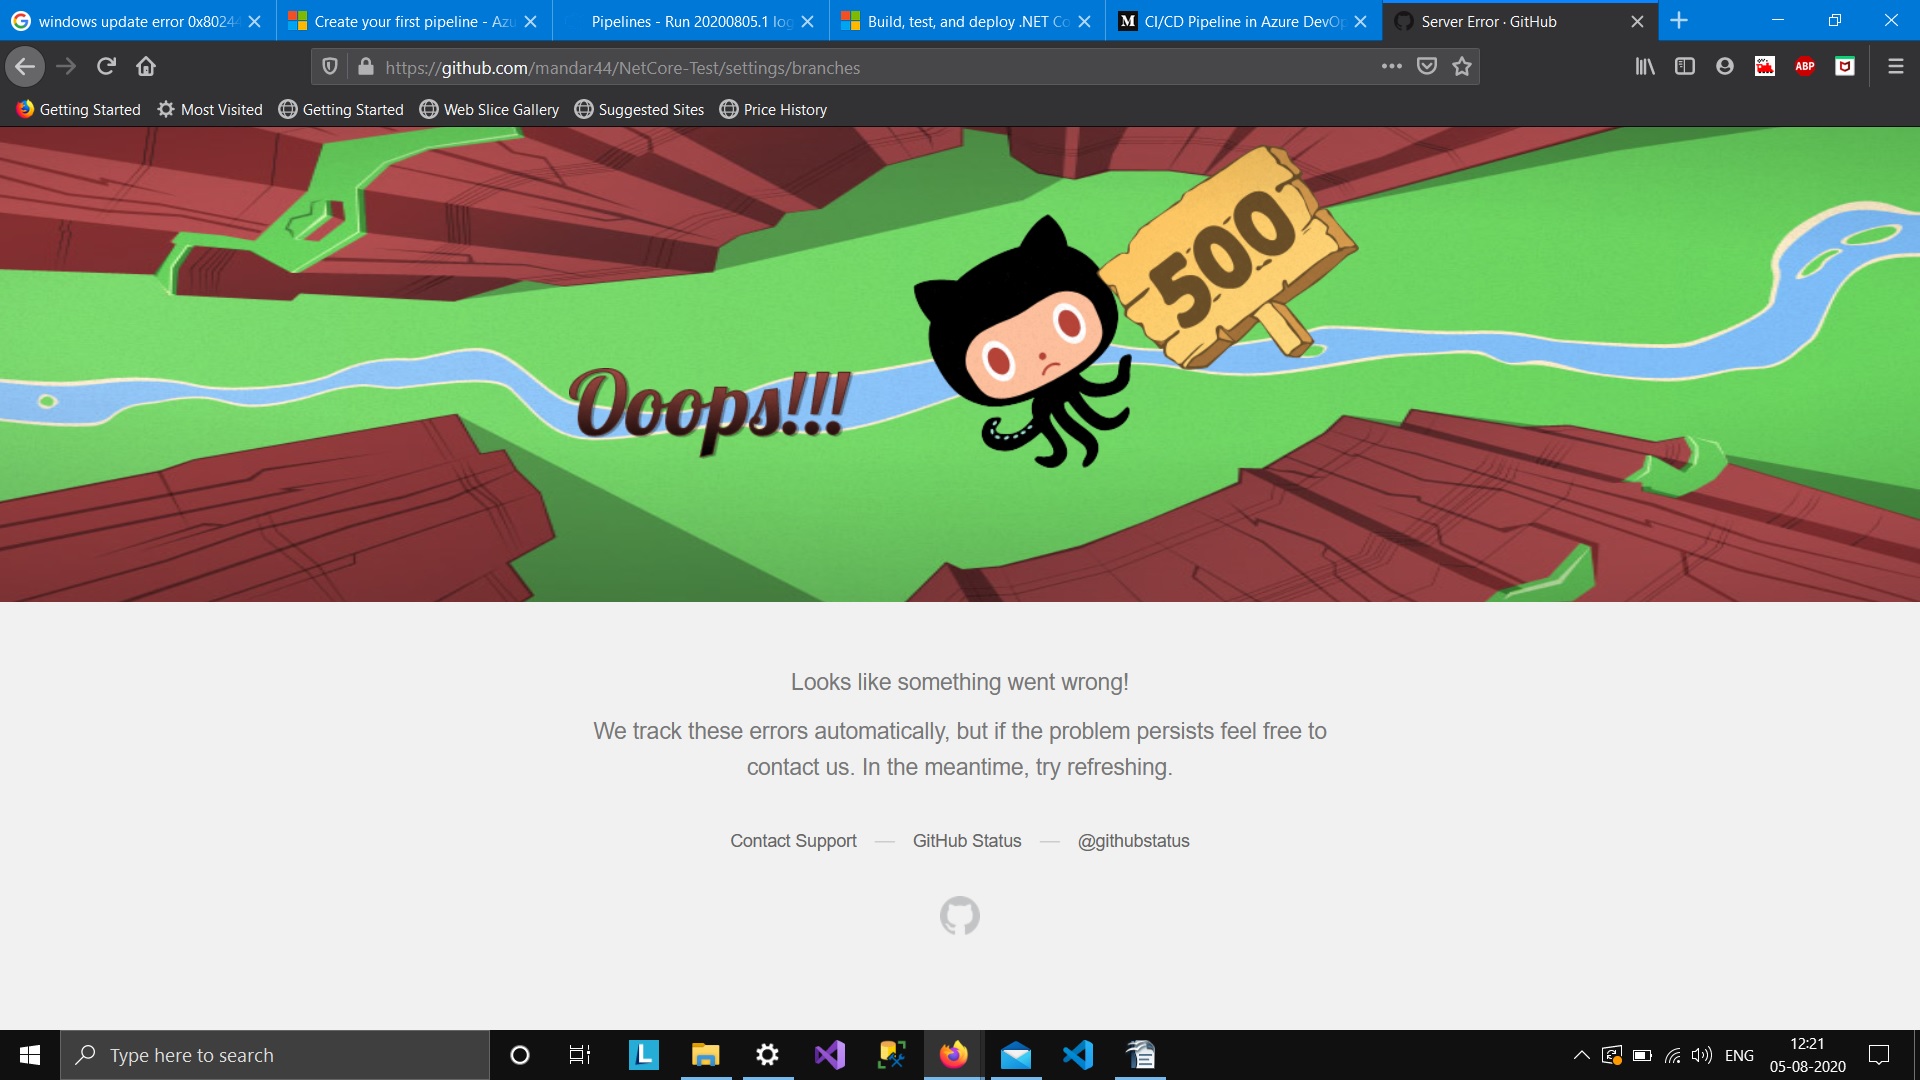 windows update error 0x80244
Create your first pipeline - Azu
Pipelines - Run 20200805.1 log
Build, test, and deploy .NET Co
M CI/CD Pipeline in Azure DevOp
Server Error · GitHub
https://github.com/mandar44/NetCore-Test/settings/branches
ABP
Getting Started
Most Visited
Getting Started
Web Slice Gallery
Suggested Sites
Price History
500
Ooops!!!
Looks like something went wrong!
We track these errors automatically, but if the problem persists feel free to
contact us. In the meantime, try refreshing.
Contact Support — GitHub Status — @githubstatus
Type here to search
L
ENG
12:21
05-08-2020